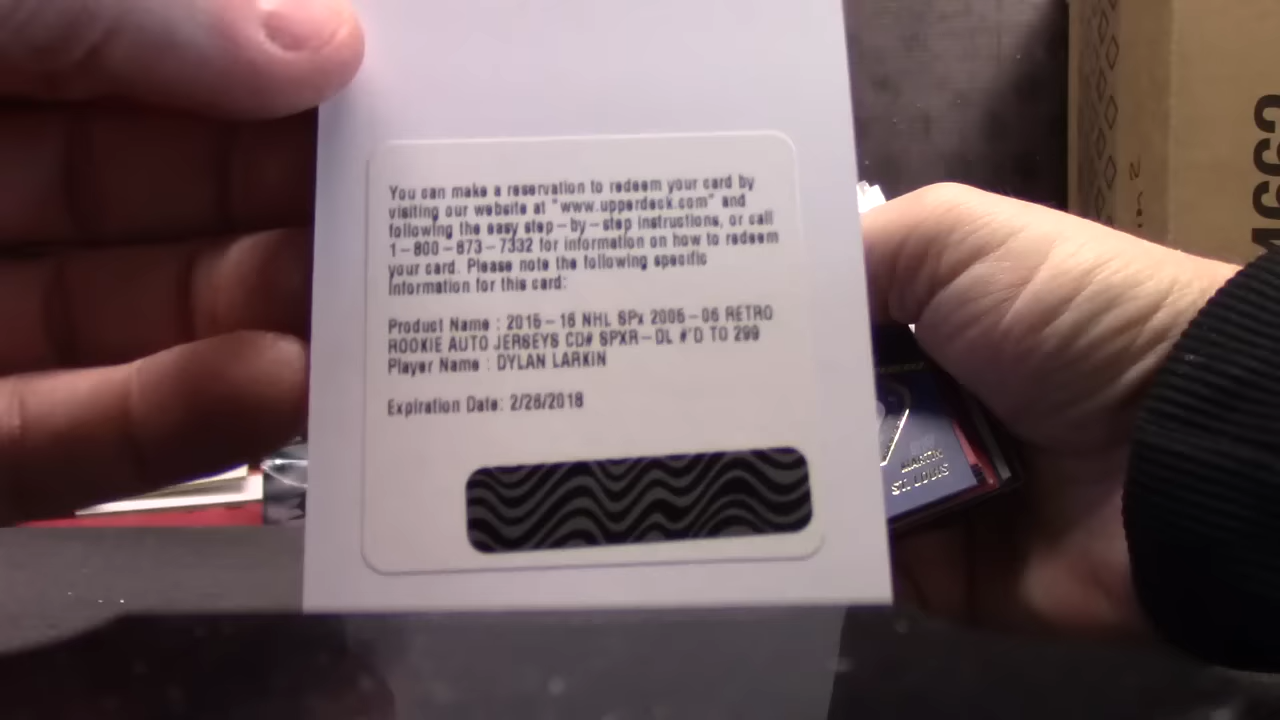 You can make a reservation to redeem your card by
visiting our website at "www.upperdeck.com" and
following the easy step-by-step instructions, or call
1-800-873-7332 for information on how to redeem
your card. Please note the following specific
information for this card:
Product Name : 2015-16 NHL SPx 2005-06 RETRO
ROOKIE AUTO JERSEYS CD# SPXR-DL #'D TO 299
Player Name : DYLAN LARKIN
Expiration Date: 2/26/2018
MARTIN
ST. LOUIS